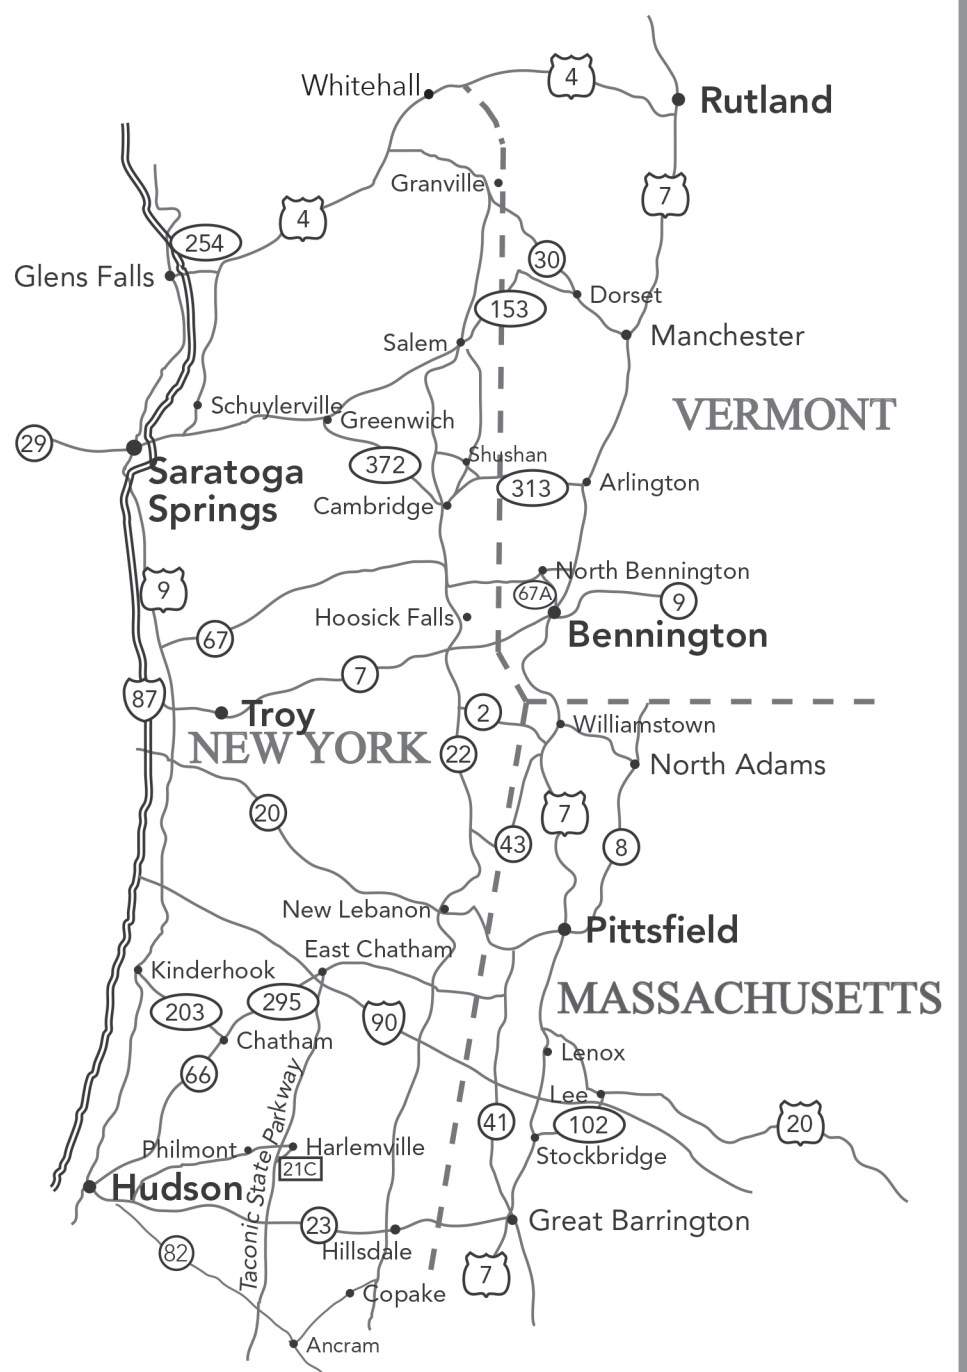 Whitehall
4
Rutland
Granville
7
4
254
30
Glens Falls
Dorset
153
Manchester
Salem
Schuylerville
VERMONT
Greenwich
29
Shushan
372
Saratoga
Springs
313
Arlington
Cambridge
North Bennington
9
67A
9
Hoosick Falls
67
Bennington
7
87
Troy
2
Williamstown
NEW YORK
22
North Adams
20
7
43
8
New Lebanon
Pittsfield
East Chatham
Kinderhook
295
203
MASSACHUSETTS
90
Chatham
Lenox
66
Lee
Taconic State Parkway
41
102
20
Philmont
Harlemville
21C
Stockbridge
Hudson
23
Great Barrington
82
Hillsdale
7
Copake
Ancram